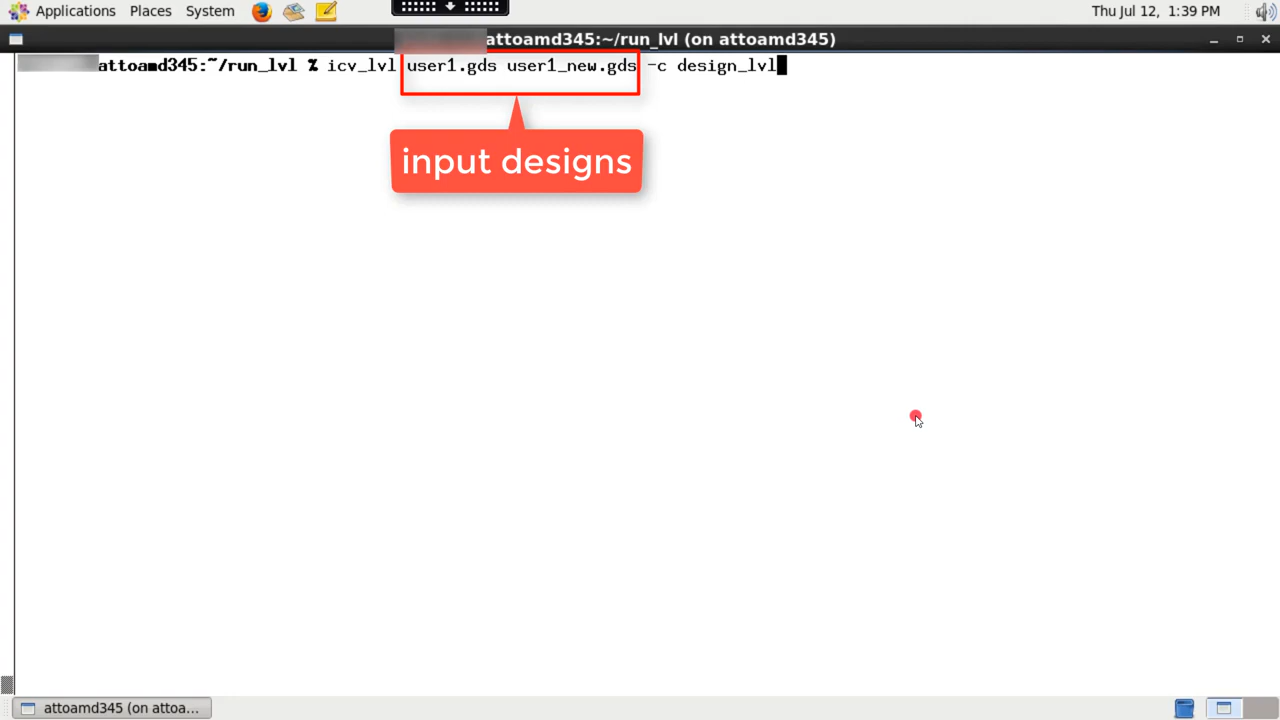 Applications Places System
Thu Jul 12, 1:39 PM
attoamd345:~/run_lvl (on attoamd345)
attoamd345:~/run_lvl % icv_lvl user1.gds user1_new.gds -c design_lvl
input designs
attoamd345 (on attoa...